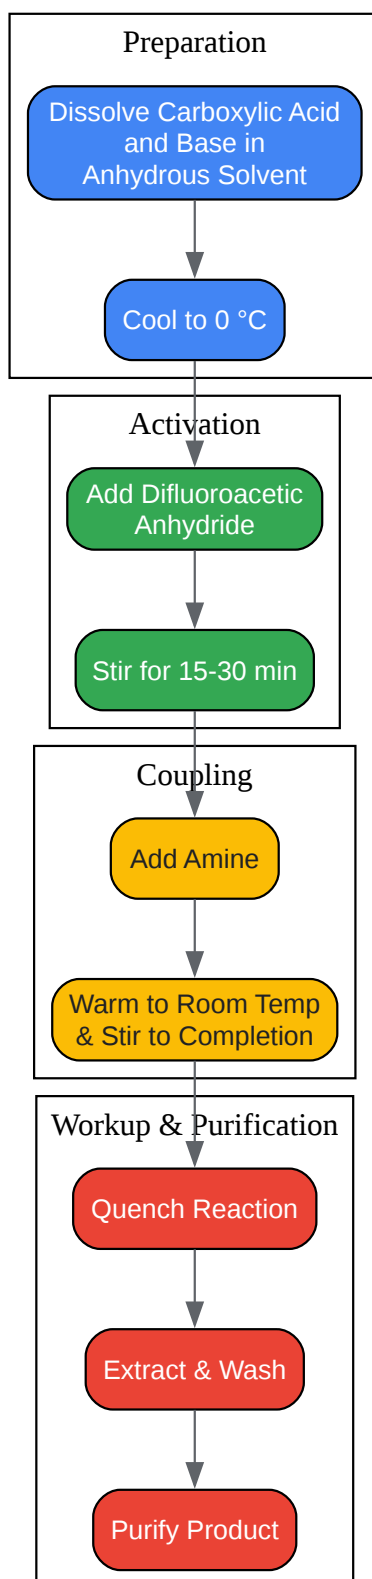 Preparation
Dissolve Carboxylic Acid
and Base in
Anhydrous Solvent
Cool to 0 °C
Activation
Add Difluoroacetic
Anhydride
Stir for 15-30 min
Coupling
Add Amine
Warm to Room Temp
& Stir to Completion
Workup & Purification
Quench Reaction
Extract & Wash
Purify Product